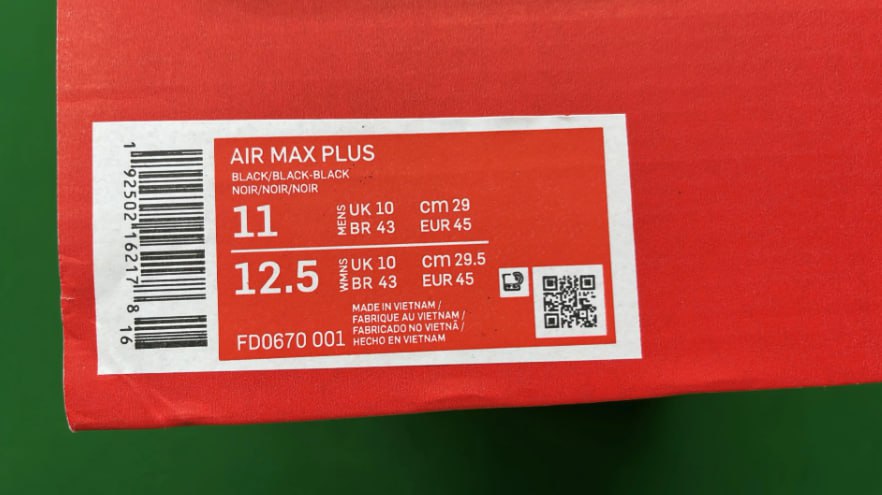 AIR MAX PLUS
BLACK/BLACK-BLACK
NOIR/NOIR/NOIR
11 MENS UK 10 cm 29
BR 43 EUR 45
12.5 WMNS UK 10 cm 29.5
BR 43 EUR 45
MADE IN VIETNAM /
FABRIQUE AU VIETNAM /
FABRICADO NO VIETNÃ /
HECHO EN VIETNAM
FD0670 001
1 92502 16217 8 16